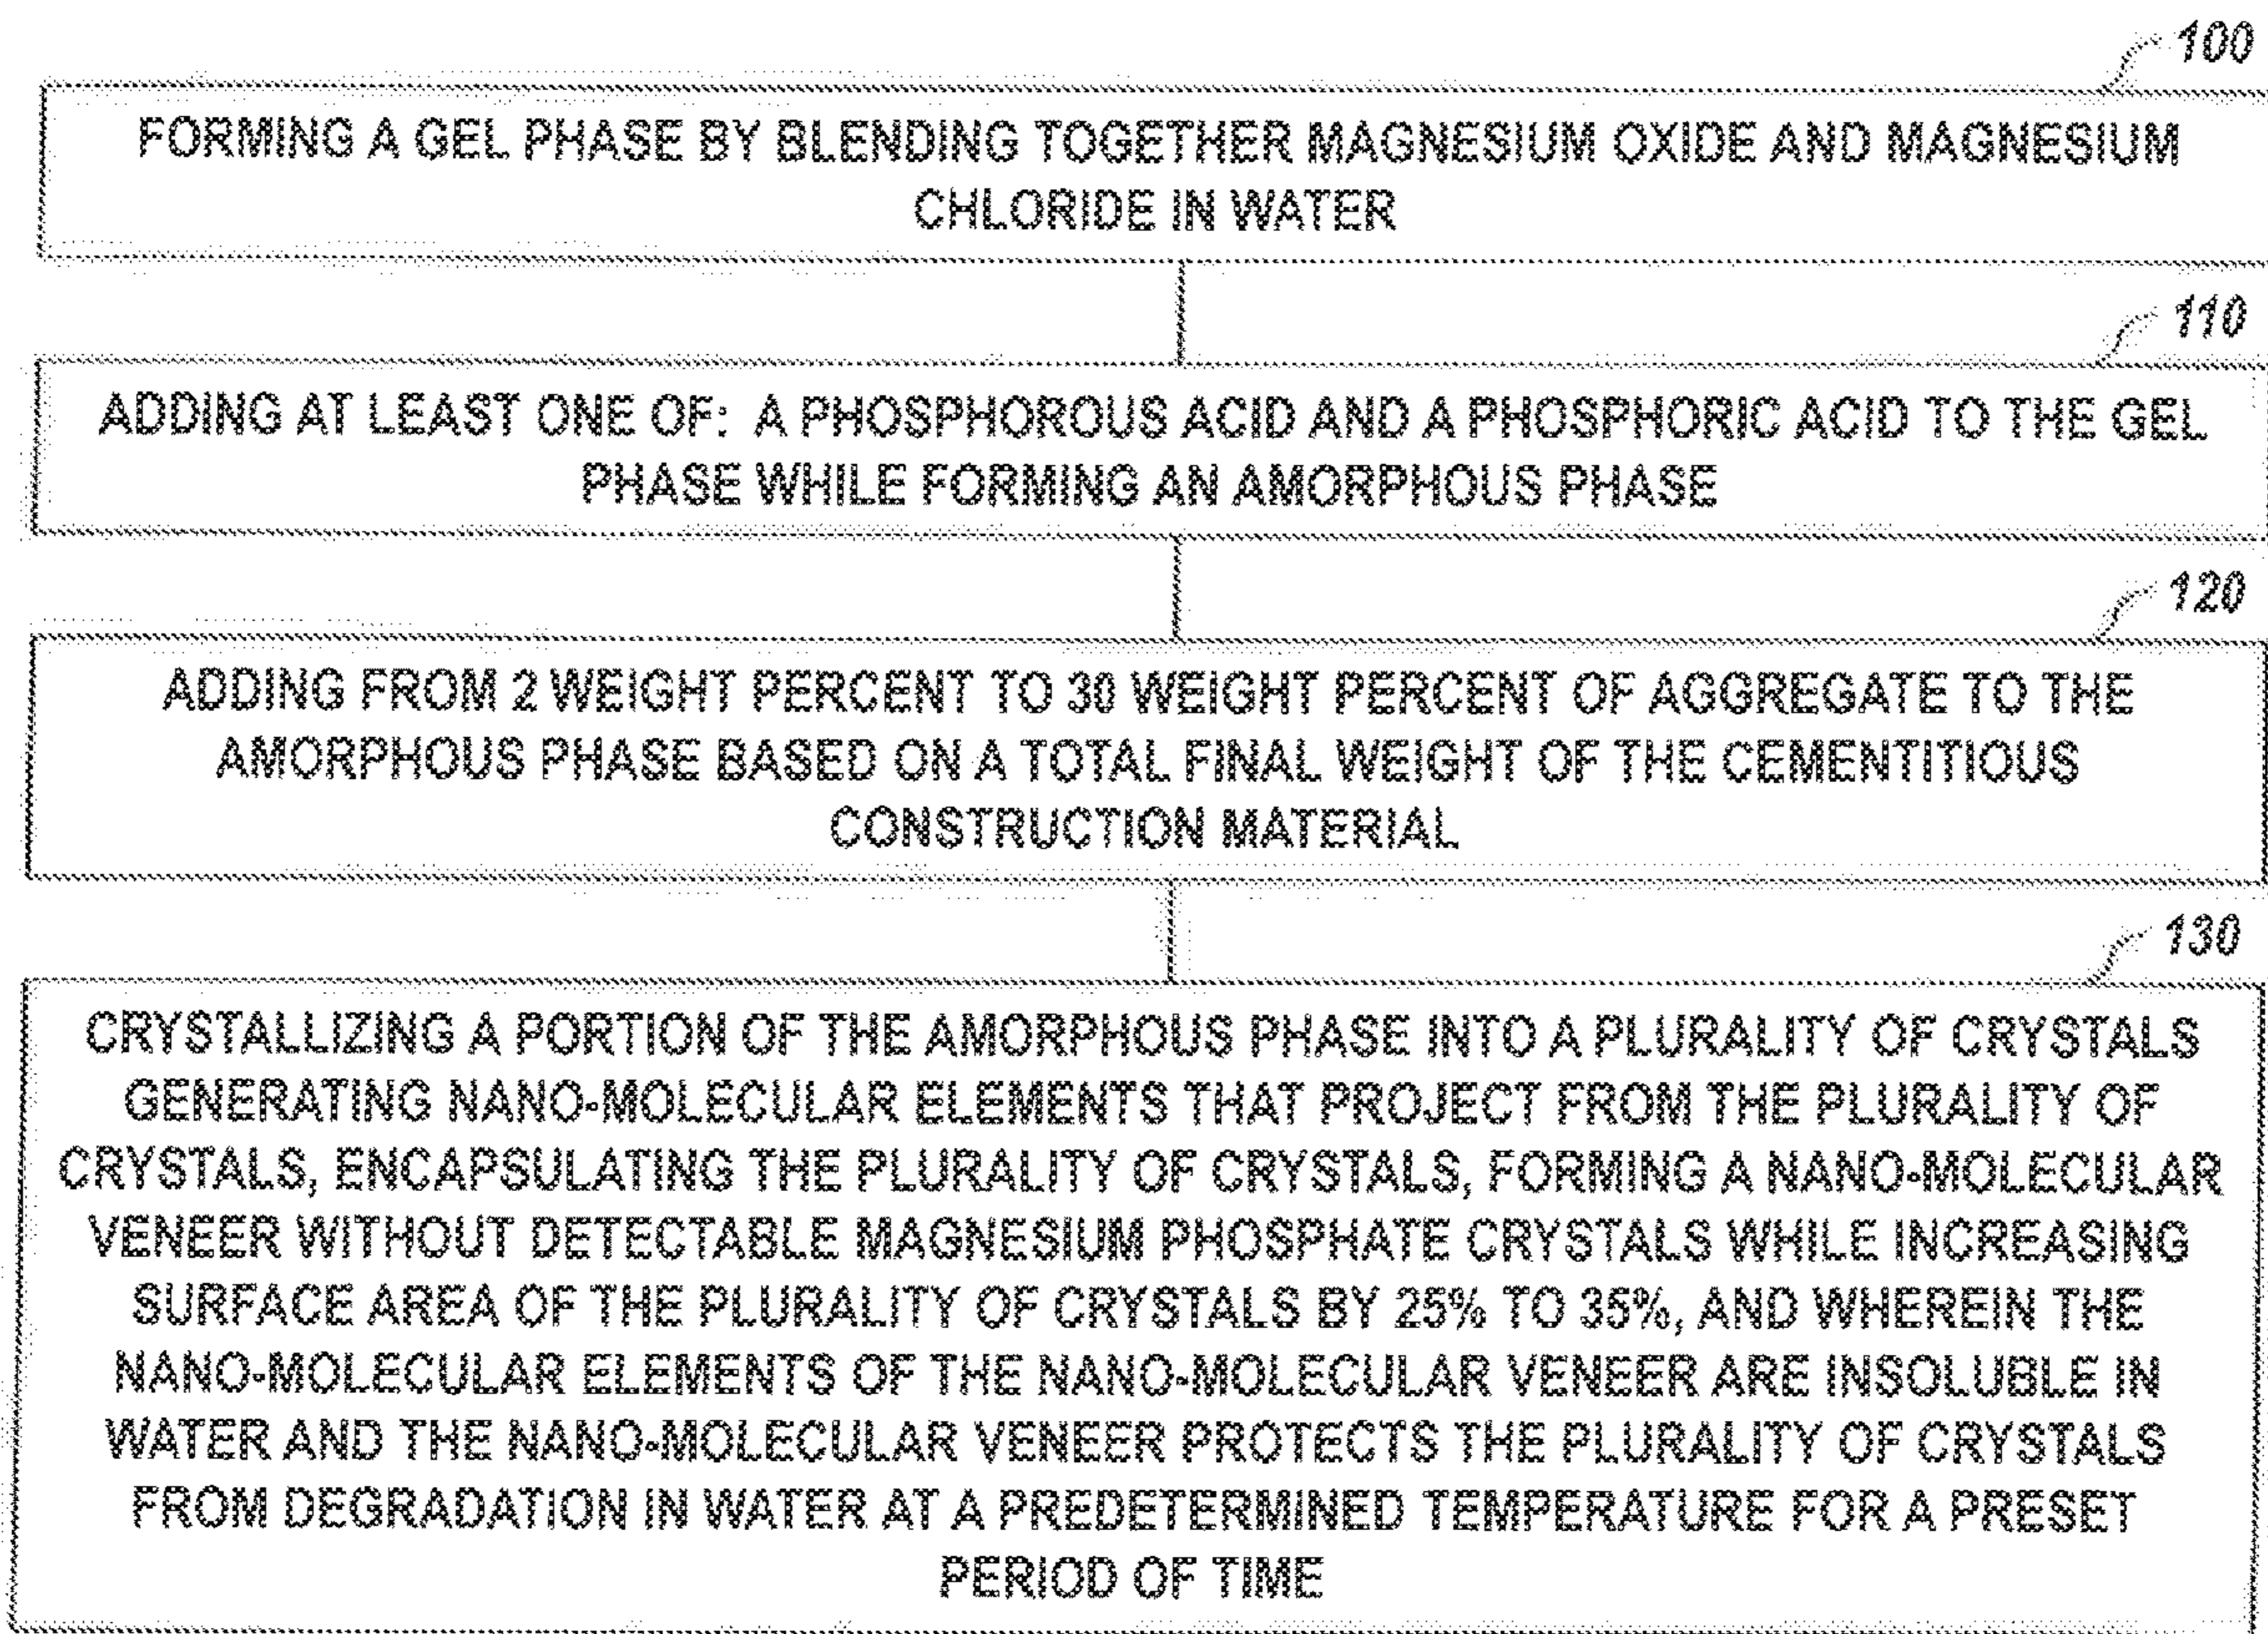 100
FORMING A GEL PHASE BY BLENDING TOGETHER MAGNESIUM OXIDE AND MAGNESIUM
CHLORIDE IN WATER
110
ADDING AT LEAST ONE OF: A PHOSPHOROUS ACID AND A PHOSPHORIC ACID TO THE GEL
PHASE WHILE FORMING AN AMORPHOUS PHASE
120
ADDING FROM 2 WEIGHT PERCENT TO 30 WEIGHT PERCENT OF AGGREGATE TO THE
AMORPHOUS PHASE BASED ON A TOTAL FINAL WEIGHT OF THE CEMENTITIOUS
CONSTRUCTION MATERIAL
130
CRYSTALLIZING A PORTION OF THE AMORPHOUS PHASE INTO A PLURALITY OF CRYSTALS
GENERATING NANO-MOLECULAR ELEMENTS THAT PROJECT FROM THE PLURALITY OF
CRYSTALS, ENCAPSULATING THE PLURALITY OF CRYSTALS, FORMING A NANO-MOLECULAR
VENEER WITHOUT DETECTABLE MAGNESIUM PHOSPHATE CRYSTALS WHILE INCREASING
SURFACE AREA OF THE PLURALITY OF CRYSTALS BY 25% TO 35%, AND WHEREIN THE
NANO-MOLECULAR ELEMENTS OF THE NANO-MOLECULAR VENEER ARE INSOLUBLE IN
WATER AND THE NANO-MOLECULAR VENEER PROTECTS THE PLURALITY OF CRYSTALS
FROM DEGRADATION IN WATER AT A PREDETERMINED TEMPERATURE FOR A PRESET
PERIOD OF TIME